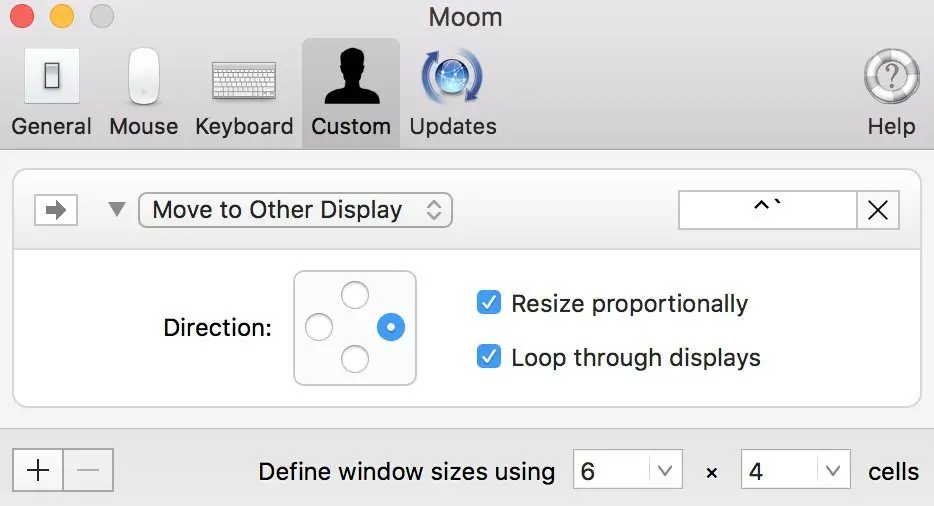 Moom
General Mouse Keyboard Custom Updates Help
Move to Other Display ^`
Resize proportionally
Direction:
Loop through displays
Define window sizes using 6 × 4 cells